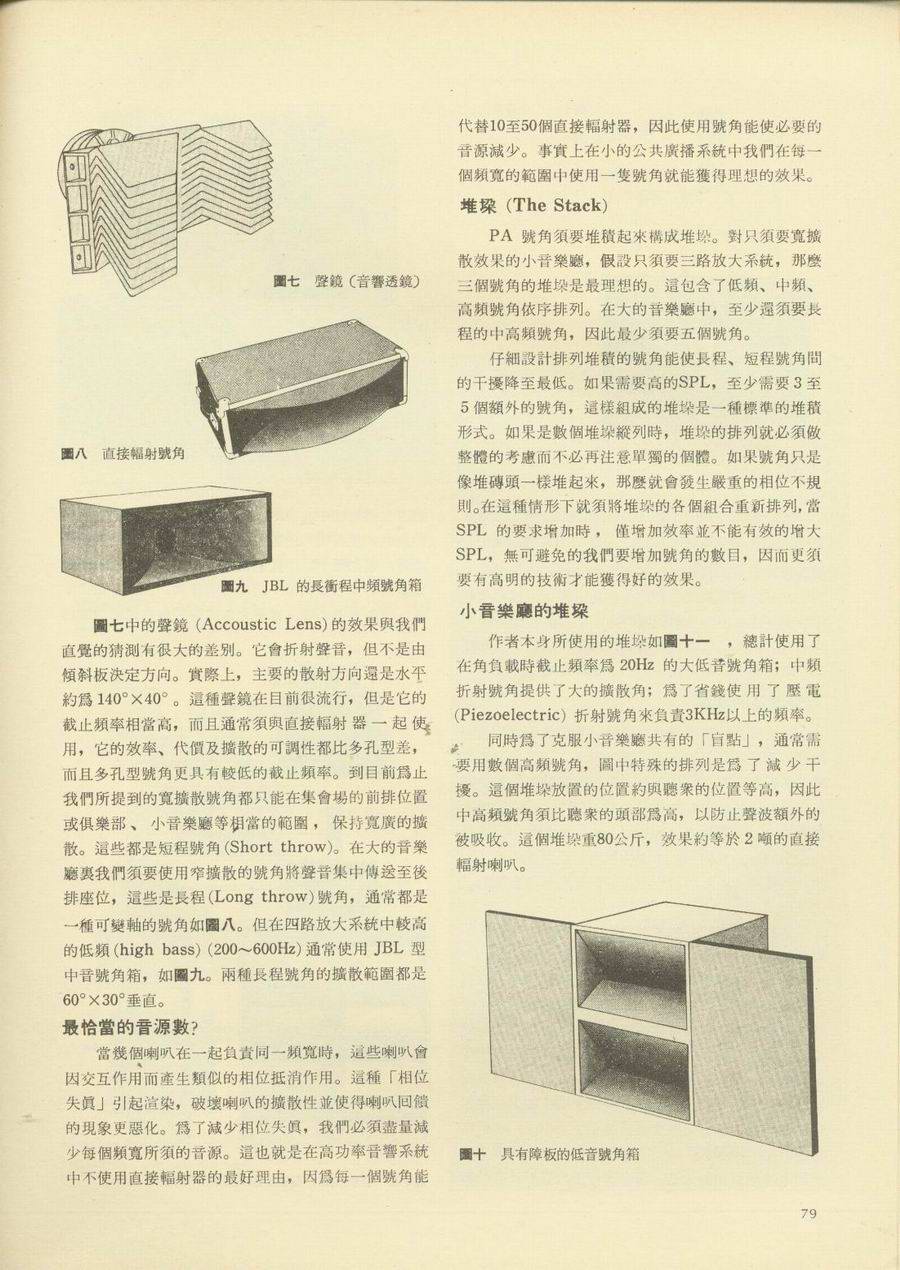 圖七　聲鏡（音響透鏡）
圖八　直接輻射號角
圖九　JBL 的長衝程中頻號角箱
圖七中的聲鏡 (Accoustic Lens) 的效果與我們
直覺的猜測有很大的差別。它會折射聲音，但不是由
傾斜板決定方向。實際上，主要的散射方向還是水平
約爲 140°×40°。這種聲鏡在目前很流行，但是它的
截止頻率相當高，而且通常須與直接輻射器一起使
用，它的效率、代價及擴散的可調性都比多孔型差，
而且多孔型號角更具有較低的截止頻率。到目前爲止
我們所提到的寬擴散號角都只能在集會場的前排位置
或俱樂部、小音樂廳等相當的範圍，保持寬廣的擴
散。這些都是短程號角 (Short throw)。在大的音樂
廳裏我們須要使用窄擴散的號角將聲音集中傳送至後
排座位，這些是長程 (Long throw) 號角，通常都是
一種可變軸的號角如圖八。但在四路放大系統中較高
的低頻 (high bass) (200～600Hz) 通常使用 JBL 型
中音號角箱，如圖九。兩種長程號角的擴散範圍都是
60°×30°垂直。
最恰當的音源數?
當幾個喇叭在一起負責同一頻寬時，這些喇叭會
因交互作用而產生類似的相位抵消作用。這種「相位
失眞」引起渲染，破壞喇叭的擴散性並使得喇叭回饋
的現象更惡化。爲了減少相位失眞，我們必須盡量減
少每個頻寬所須的音源。這也就是在高功率音響系統
中不使用直接輻射器的最好理由，因爲每一個號角能
代替10至50個直接輻射器，因此使用號角能使必要的
音源減少。事實上在小的公共廣播系統中我們在每一
個頻寬的範圍中使用一隻號角就能獲得理想的效果。
堆垛 (The Stack)
PA 號角須要堆積起來構成堆垛。對只須要寬擴
散效果的小音樂廳，假設只須要三路放大系統，那麼
三個號角的堆垛是最理想的。這包含了低頻、中頻、
高頻號角依序排列。在大的音樂廳中，至少還須要長
程的中高頻號角，因此最少須要五個號角。
仔細設計排列堆積的號角能使長程、短程號角間
的干擾降至最低。如果需要高的SPL，至少需要 3 至
5 個額外的號角，這樣組成的堆垛是一種標準的堆積
形式。如果是數個堆垛縱列時，堆垛的排列就必須做
整體的考慮而不必再注意單獨的個體。如果號角只是
像堆磚頭一樣堆起來，那麼就會發生嚴重的相位不規
則。在這種情形下就須將堆垛的各個組合重新排列，當
SPL 的要求增加時，僅增加效率並不能有效的增大
SPL，無可避免的我們要增加號角的數目，因而更須
要有高明的技術才能獲得好的效果。
小音樂廳的堆垛
作者本身所使用的堆垛如圖十一　，總計使用了
在角負載時截止頻率爲 20Hz 的大低音號角箱；中頻
折射號角提供了大的擴散角；爲了省錢使用了壓電
(Piezoelectric) 折射號角來負責3KHz以上的頻率。
同時爲了克服小音樂廳共有的「盲點」，通常需
要用數個高頻號角，圖中特殊的排列是爲了減少干
擾。這個堆垛放置的位置約與聽衆的位置等高，因此
中高頻號角須比聽衆的頭部爲高，以防止聲波額外的
被吸收。這個堆垛重80公斤，效果約等於 2 噸的直接
輻射喇叭。
圖十　具有障板的低音號角箱
79